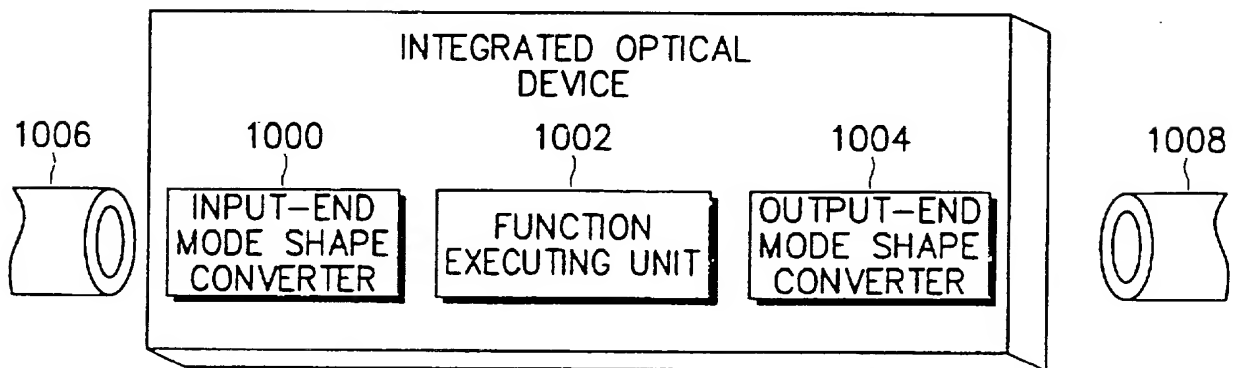 INTEGRATED OPTICAL
DEVICE
1006
1000
1002
1004
1008
INPUT-END
MODE SHAPE
CONVERTER
FUNCTION
EXECUTING UNIT
OUTPUT-END
MODE SHAPE
CONVERTER